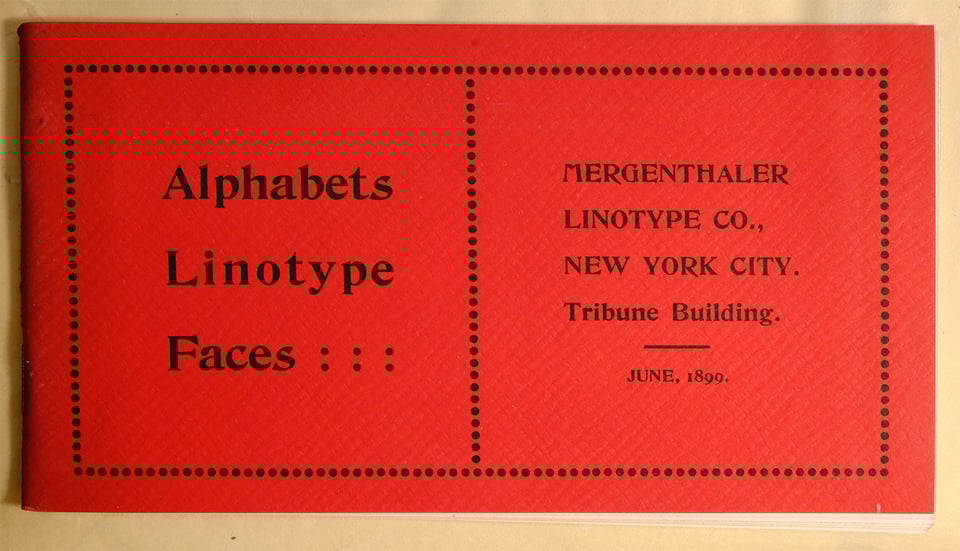 Alphabets
Linotype
Faces : : :
MERGENTHALER
LINOTYPE CO.,
NEW YORK CITY.
Tribune Building.
JUNE, 1899.